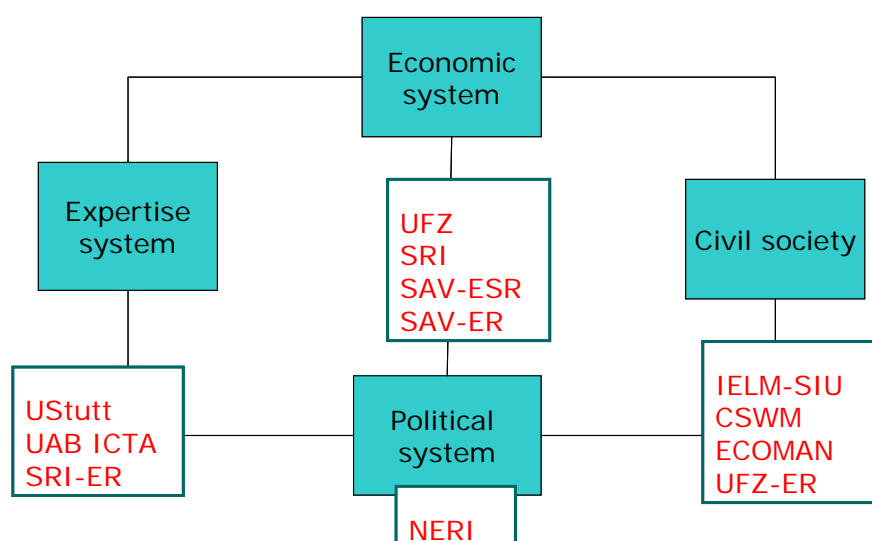 Economic
system
Expertise
system
UFZ
SRI
SAV-ESR
SAV-ER
Civil society
UStutt
UAB ICTA
SRI-ER
Political
system
IELM-SIU
CSWM
ECOMAN
UFZ-ER
NERI